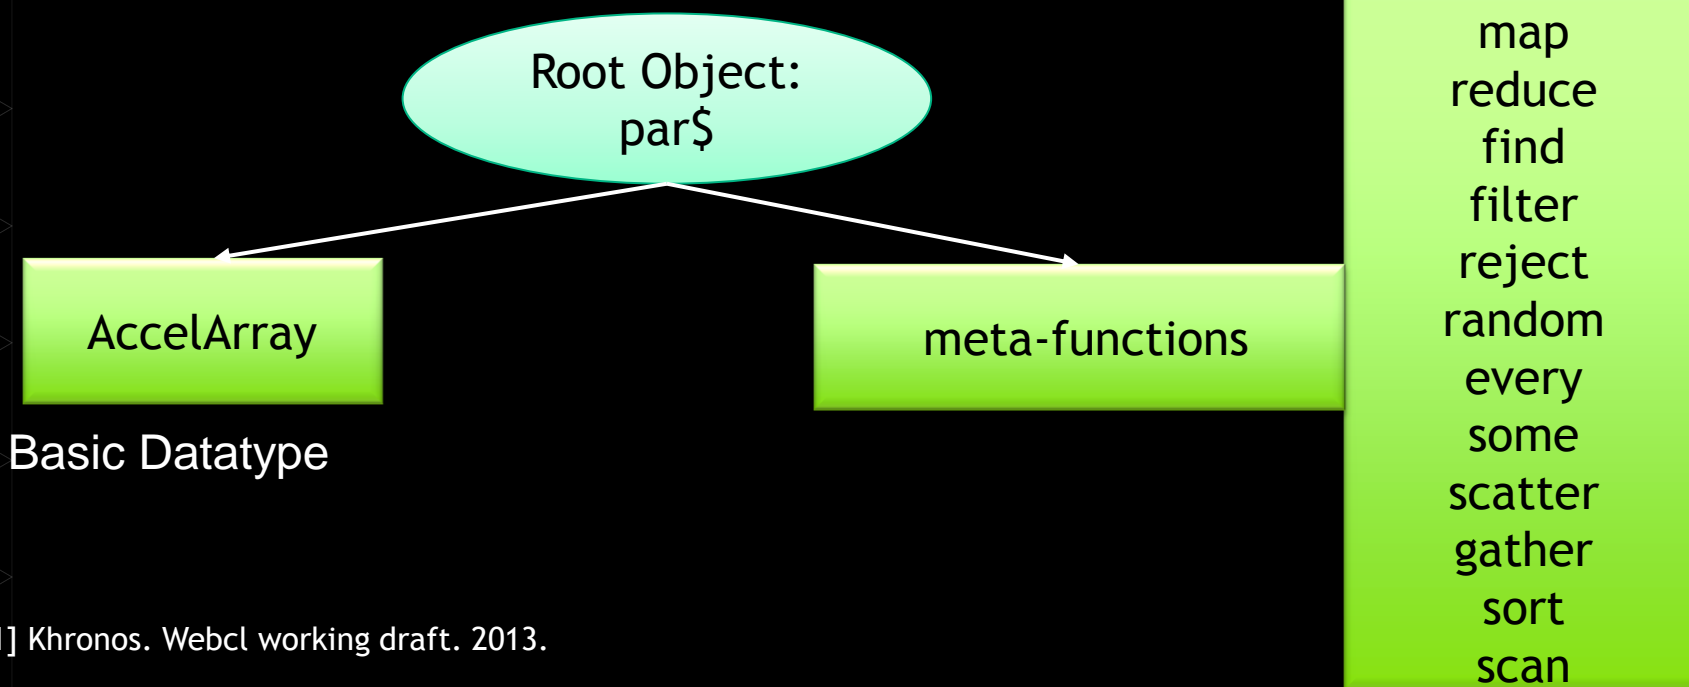 Root Object:
par$
AccelArray
meta-functions
Basic Datatype
map
reduce
find
filter
reject
random
every
some
scatter
gather
sort
scan
1] Khronos. Webcl working draft. 2013.